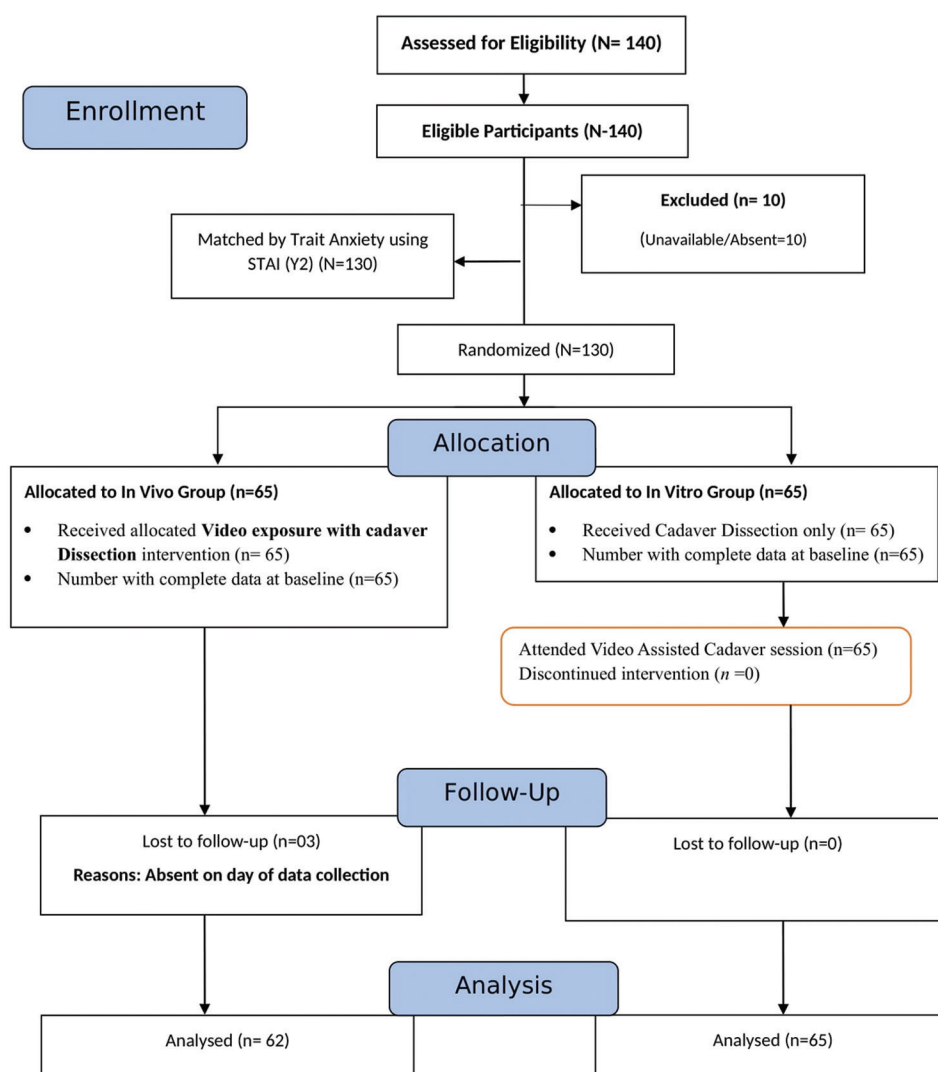 Assessed for Eligibility (N= 140)
Enrollment
Eligible Participants (N-140)
Excluded (n= 10)
(Unavailable/Absent=10)
Matched by Trait Anxiety using
STAI (Y2) (N=130)
Randomized (N=130)
Allocation
Allocated to In Vivo Group (n=65)
• Received allocated Video exposure with cadaver
Dissection intervention (n= 65)
• Number with complete data at baseline (n=65)
Allocated to In Vitro Group (n=65)
• Received Cadaver Dissection only (n= 65)
• Number with complete data at baseline (n=65)
Attended Video Assisted Cadaver session (n=65)
Discontinued intervention (n =0)
Follow-Up
Lost to follow-up (n=03)
Reasons: Absent on day of data collection
Lost to follow-up (n=0)
Analysis
Analysed (n= 62)
Analysed (n=65)